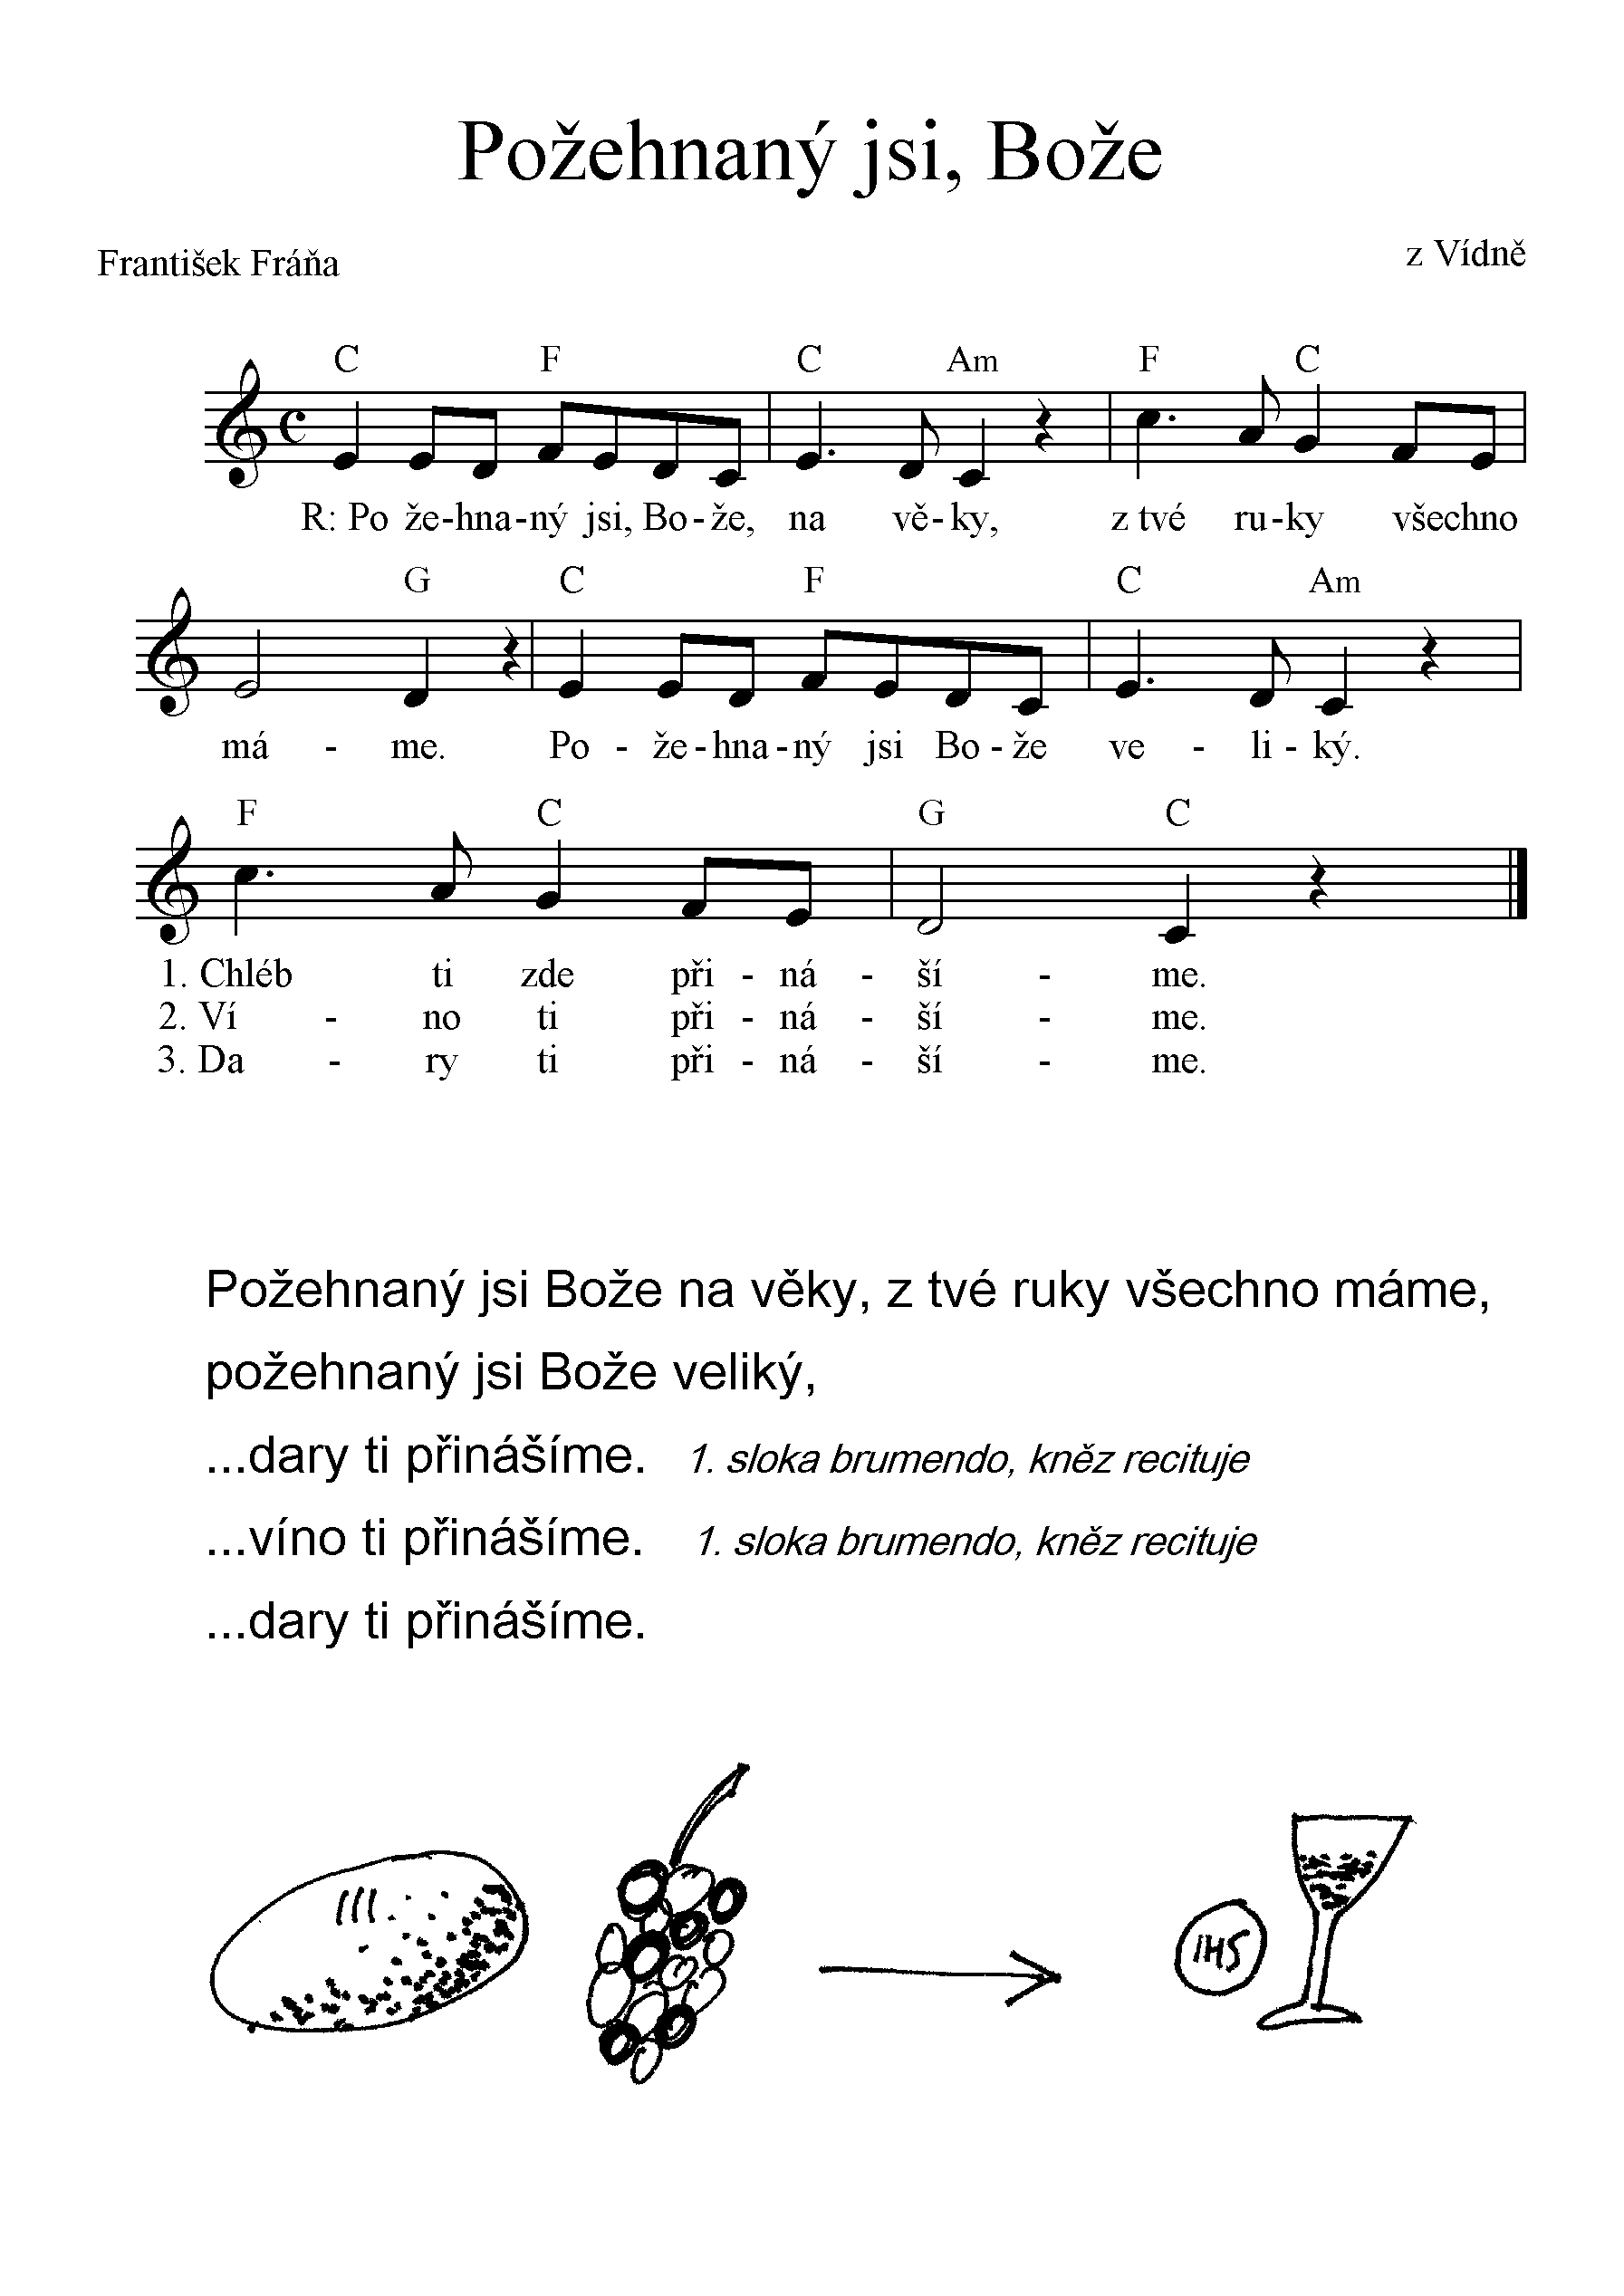 Požehnaný jsi, Bože
František Fráňa
z Vídně
C F C Am F C
R: Po že-hna-ný jsi, Bo-že, na vě-ky, z tvé ru-ky všechno
G C F C Am
má - me. Po - že-hna-ný jsi Bo-že ve - li - ký.
F C G C
1. Chléb ti zde při - ná - ší - me.
2. Ví - no ti při - ná - ší - me.
3. Da - ry ti při - ná - ší - me.
Požehnaný jsi Bože na věky, z tvé ruky všechno máme,
požehnaný jsi Bože veliký,
...dary ti přinášíme. 1. sloka brumendo, kněz recituje
...víno ti přinášíme. 1. sloka brumendo, kněz recituje
...dary ti přinášíme.
IHS